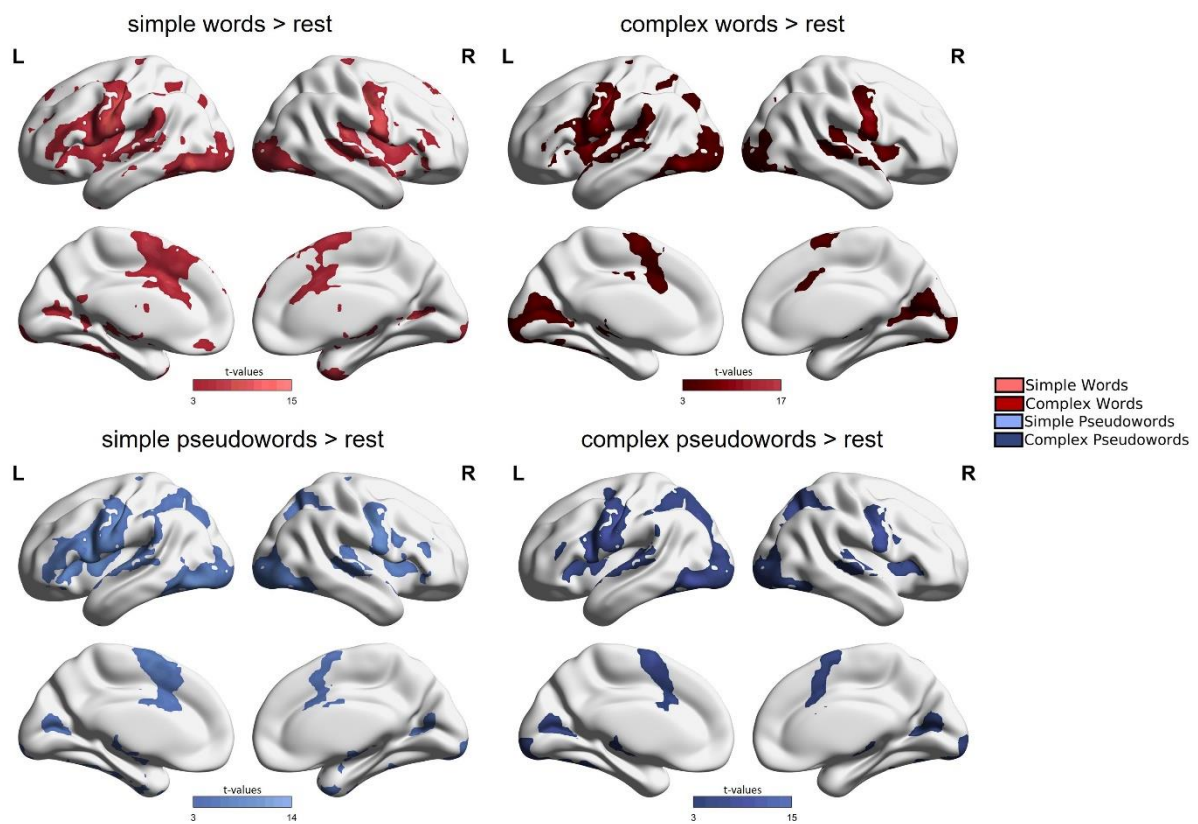 simple words > rest
complex words > rest
L
R
L
R
t-values
3
15
t-values
3
17
Simple Words
Complex Words
Simple Pseudowords
Complex Pseudowords
simple pseudowords > rest
complex pseudowords > rest
L
R
L
R
t-values
3
14
t-values
3
15